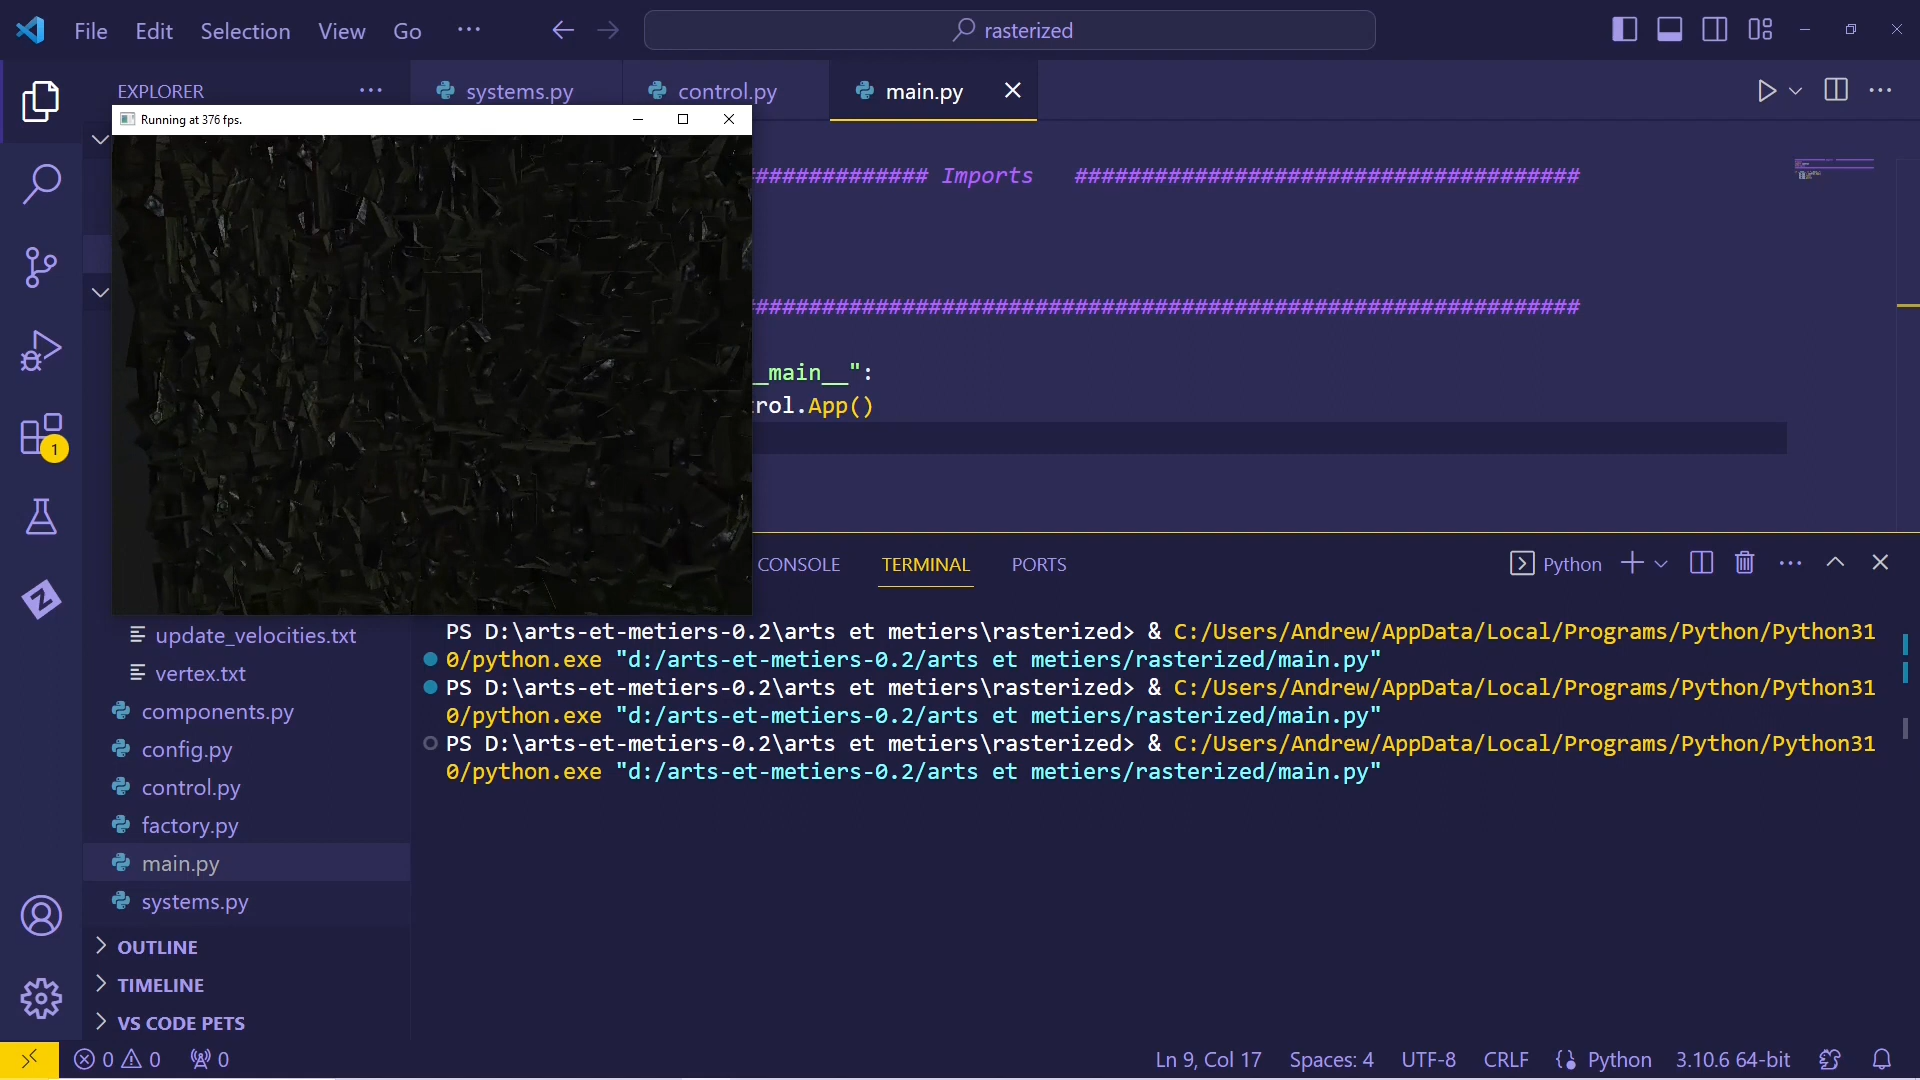 File Edit Selection View Go ··· rasterized
EXPLORER ···
systems.py control.py main.py
Running at 376 fps.
############# Imports ######################################
###############################################################
_main__":
rol.App()
CONSOLE TERMINAL PORTS
Python
PS D:\arts-et-metiers-0.2\arts et metiers\rasterized> & C:/Users/Andrew/AppData/Local/Programs/Python/Python31
0/python.exe "d:/arts-et-metiers-0.2/arts et metiers/rasterized/main.py"
PS D:\arts-et-metiers-0.2\arts et metiers\rasterized> & C:/Users/Andrew/AppData/Local/Programs/Python/Python31
0/python.exe "d:/arts-et-metiers-0.2/arts et metiers/rasterized/main.py"
PS D:\arts-et-metiers-0.2\arts et metiers\rasterized> & C:/Users/Andrew/AppData/Local/Programs/Python/Python31
0/python.exe "d:/arts-et-metiers-0.2/arts et metiers/rasterized/main.py"
1
update_velocities.txt
vertex.txt
components.py
config.py
control.py
factory.py
main.py
systems.py
OUTLINE
TIMELINE
VS CODE PETS
0 0 0 Ln 9, Col 17 Spaces: 4 UTF-8 CRLF Python 3.10.6 64-bit